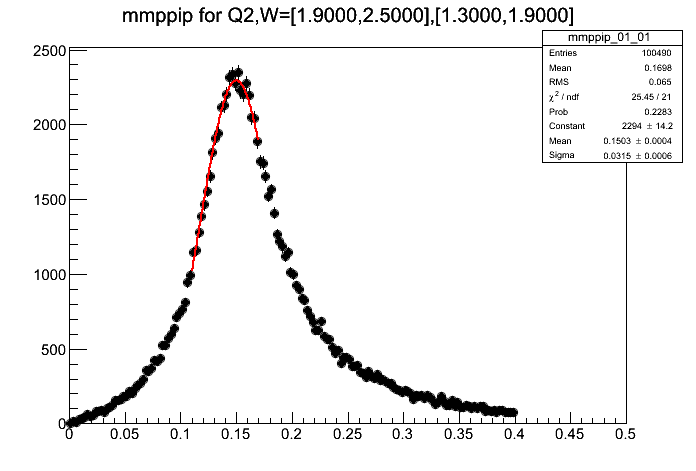 mmppip for Q2,W=[1.9000,2.5000],[1.3000,1.9000]
mmppip_01_01
Entries 100490
Mean 0.1698
RMS 0.065
χ² / ndf 25.45 / 21
Prob 0.2283
Constant 2294 ± 14.2
Mean 0.1503 ± 0.0004
Sigma 0.0315 ± 0.0006
2500
2000
1500
1000
500
0
0 0.05 0.1 0.15 0.2 0.25 0.3 0.35 0.4 0.45 0.5